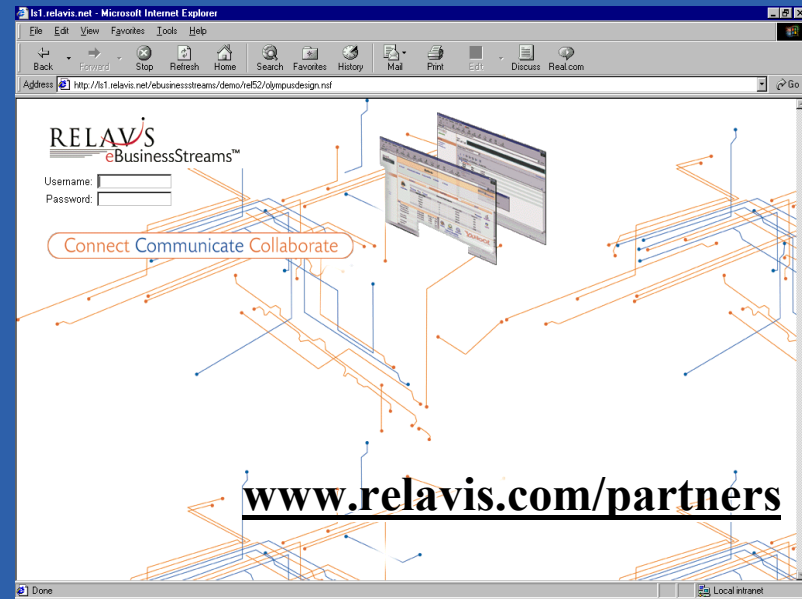 ls1.relavis.net - Microsoft Internet Explorer
File Edit View Favorites Tools Help
Back Forward Stop Refresh Home Search Favorites History Mail Print Edit Discuss Real.com
Address http://ls1.relavis.net/ebusinessstreams/demo/rel52/olympusdesign.nsf Go
RELAVIS
eBusinessStreams™
Username:
Password:
Connect Communicate Collaborate
www.relavis.com/partners
Done Local intranet